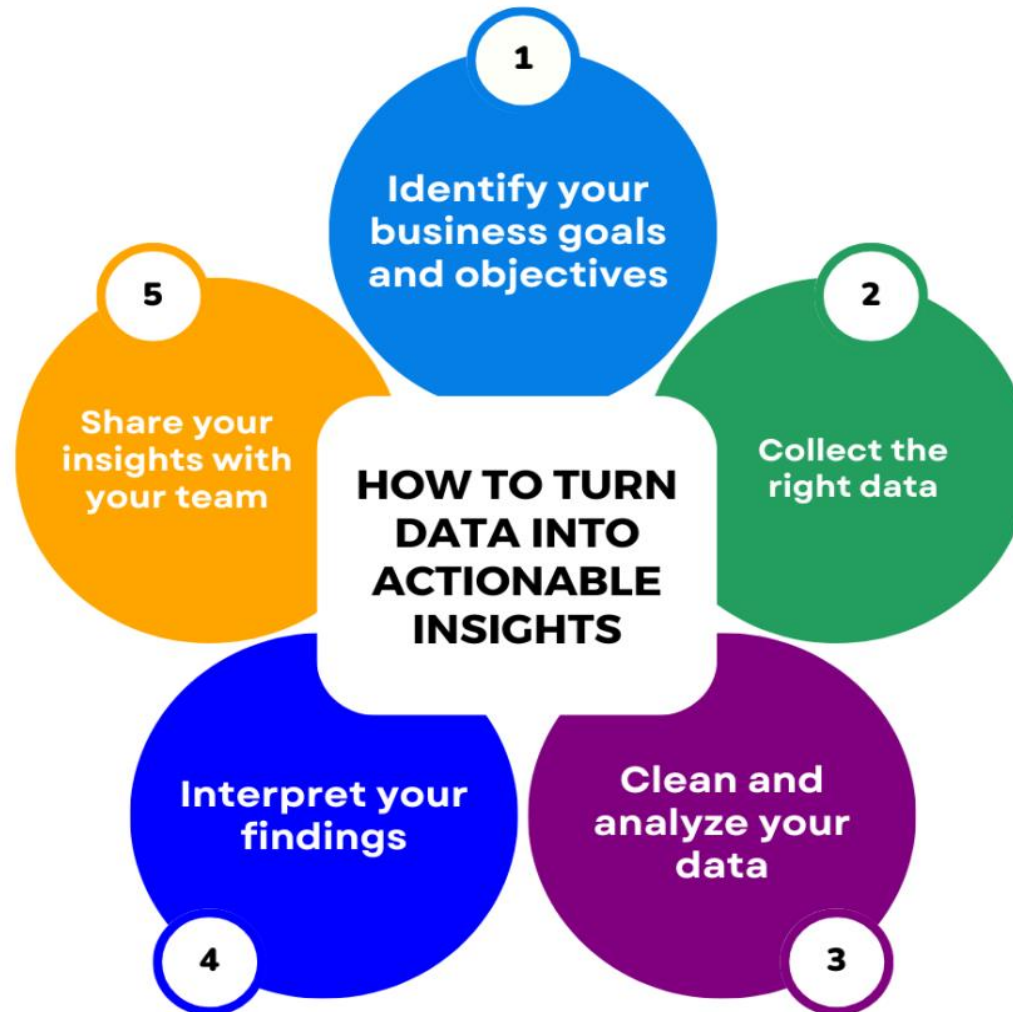 HOW TO TURN
DATA INTO
ACTIONABLE
INSIGHTS
1
Identify your
business goals
and objectives
2
Collect the
right data
3
Clean and
analyze your
data
4
Interpret your
findings
5
Share your
insights with
your team